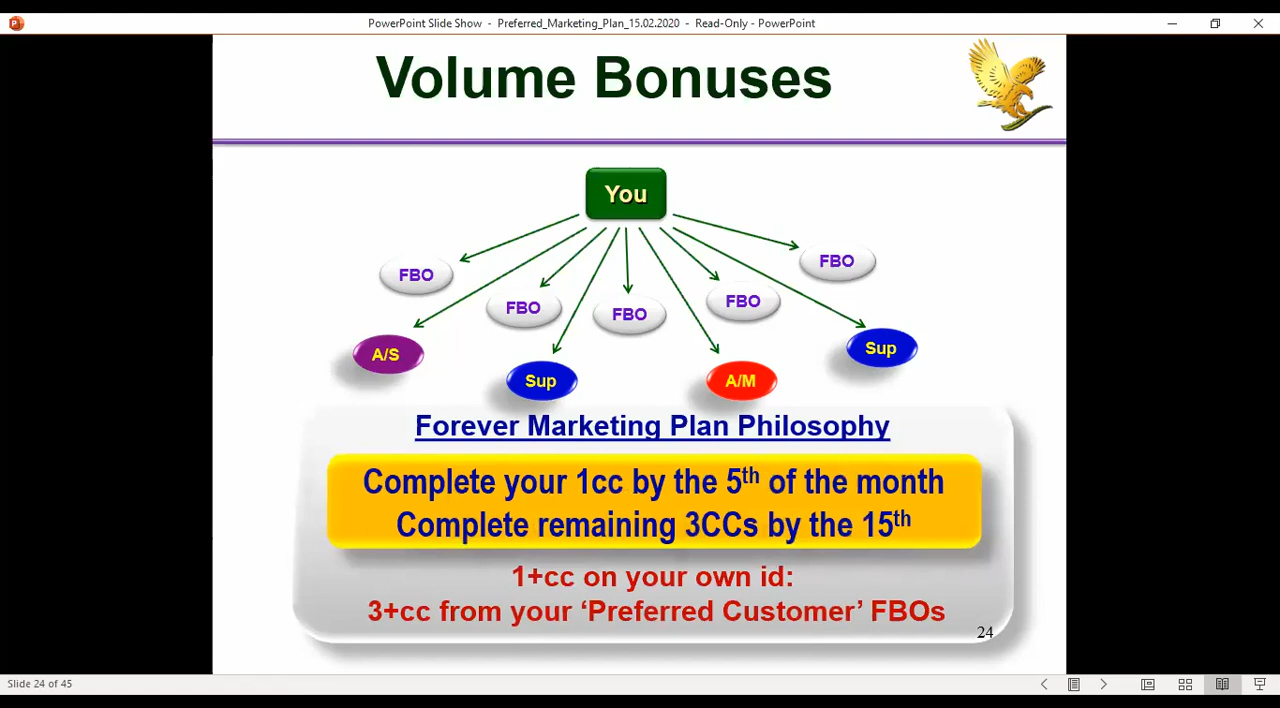 PowerPoint Slide Show - Preferred_Marketing_Plan_15.02.2020 - Read-Only - PowerPoint
Volume Bonuses
You
FBO
FBO
FBO
FBO
FBO
A/S
Sup
A/M
Sup
Forever Marketing Plan Philosophy
Complete your 1cc by the 5th of the month
Complete remaining 3CCs by the 15th
1+cc on your own id:
3+cc from your ‘Preferred Customer’ FBOs
24
Slide 24 of 45